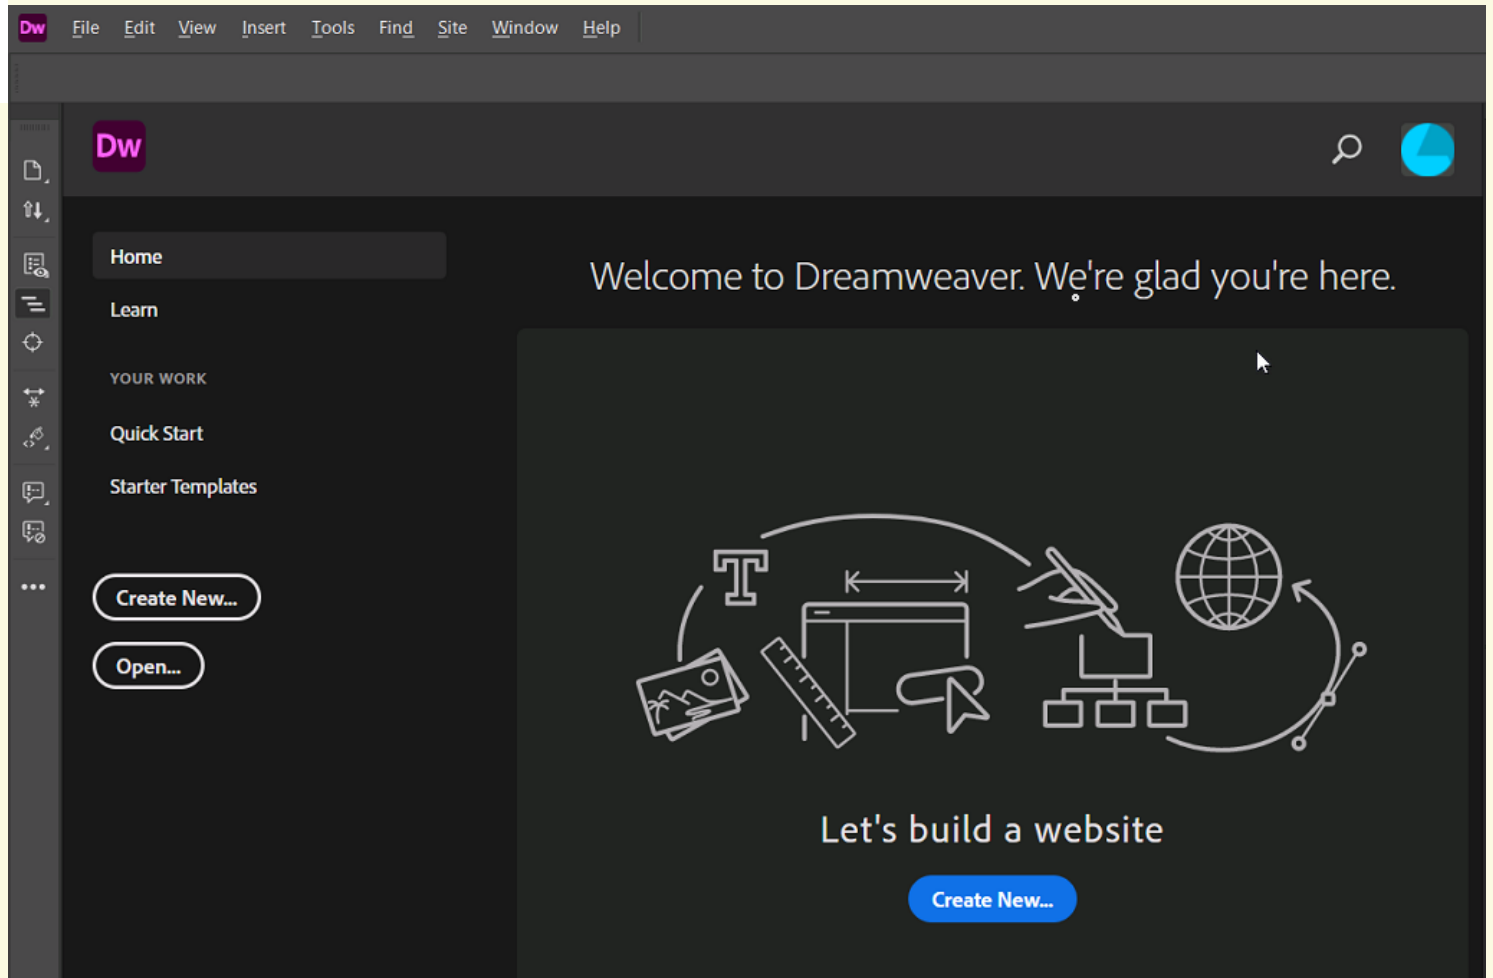 Dw File Edit View Insert Tools Find Site Window Help
Dw
Home
Learn
YOUR WORK
Quick Start
Starter Templates
Create New...
Open...
Welcome to Dreamweaver. We're glad you're here.
T
Let's build a website
Create New...